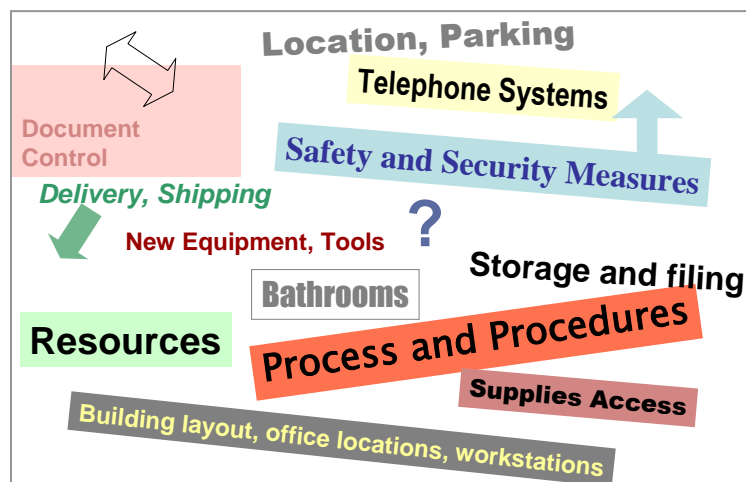 Location, Parking
Telephone Systems
Document
Control
Safety and Security Measures
Delivery, Shipping
?
New Equipment, Tools
Storage and filing
Bathrooms
Process and Procedures
Resources
Supplies Access
Building layout, office locations, workstations